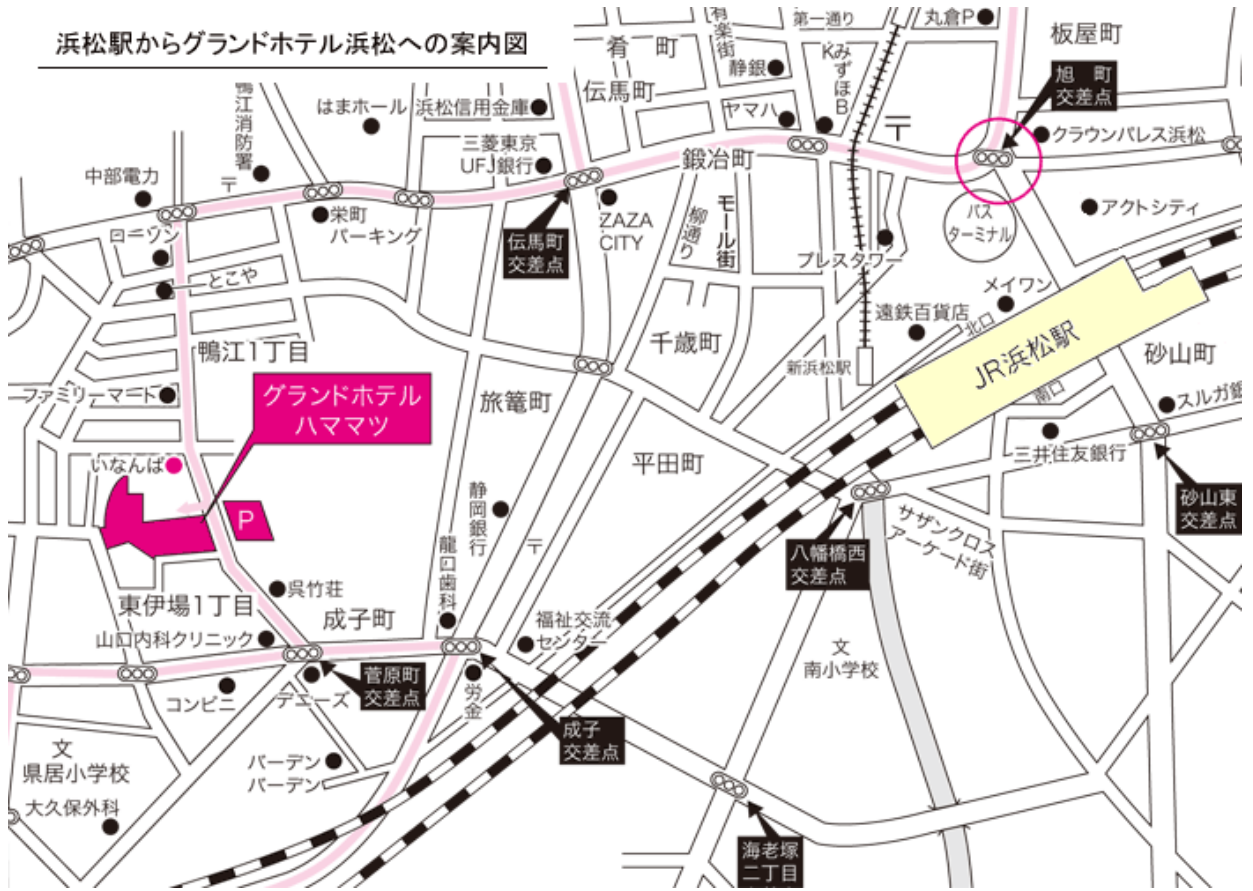 浜松駅からグランドホテル浜松への案内図
第一通り
丸倉P
有楽街
肴町
板屋町
静銀
Kみずほ B
旭町
交差点
鴨江消防署
はまホール
浜松信用金庫
伝馬町
ヤマハ
〒
クラウンパレス浜松
三菱東京
UFJ銀行
鍛冶町
中部電力
〒
ローソン
栄町
パーキング
伝馬町
交差点
ZAZA
CITY
柳通り
モール街
バス
ターミナル
アクトシティ
プレスタワー
とこや
メイワン
遠鉄百貨店
北口
鴨江1丁目
千歳町
新浜松駅
JR浜松駅
砂山町
ファミリーマート
グランドホテル
ハママツ
旅篭町
南口
スルガ銀
いなんば
平田町
三井住友銀行
静岡銀行
砂山東
交差点
P
サザンクロス
アーケード街
龍口歯科
〒
八幡橋西
交差点
呉竹荘
東伊場1丁目
成子町
福祉交流
センター
山口内科クリニック
文
南小学校
菅原町
交差点
コンビニ
デニーズ
労金
成子
交差点
文
県居小学校
バーデン
バーデン
大久保外科
海老塚
二丁目